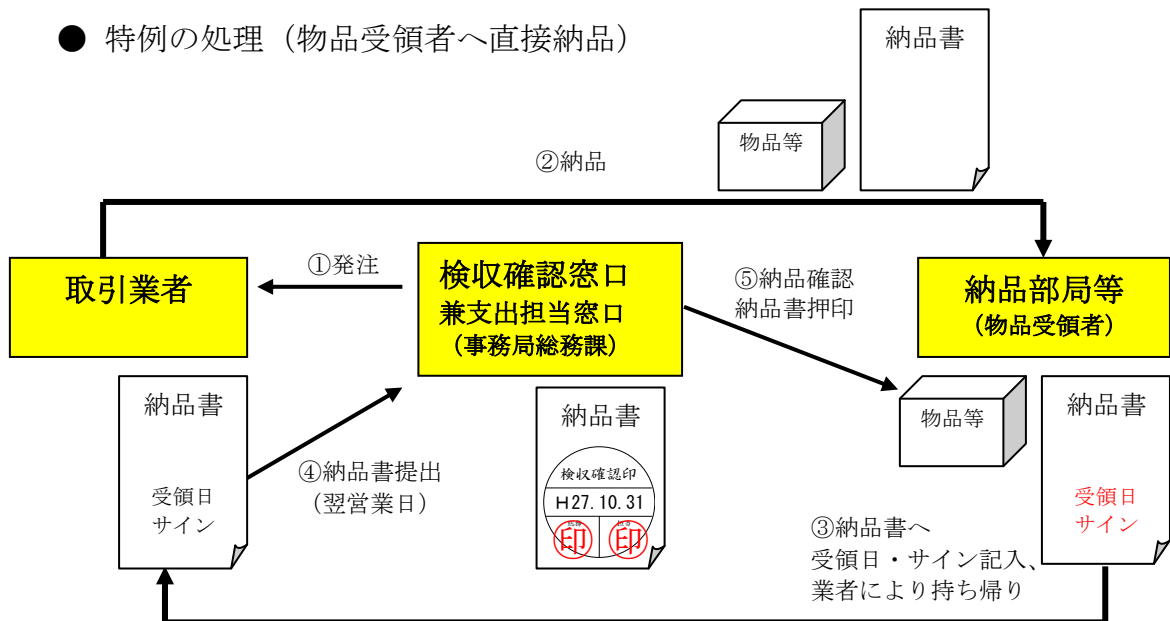 ● 特例の処理（物品受領者へ直接納品）
納品書
物品等
②納品
取引業者
①発注
検収確認窓口
兼支出担当窓口
（事務局総務課）
⑤納品確認
納品書押印
納品部局等
（物品受領者）
納品書
受領日
サイン
④納品書提出
（翌営業日）
納品書
検収確認印
H27.10.31
印
印
物品等
納品書
受領日
サイン
③納品書へ
受領日・サイン記入、
業者により持ち帰り